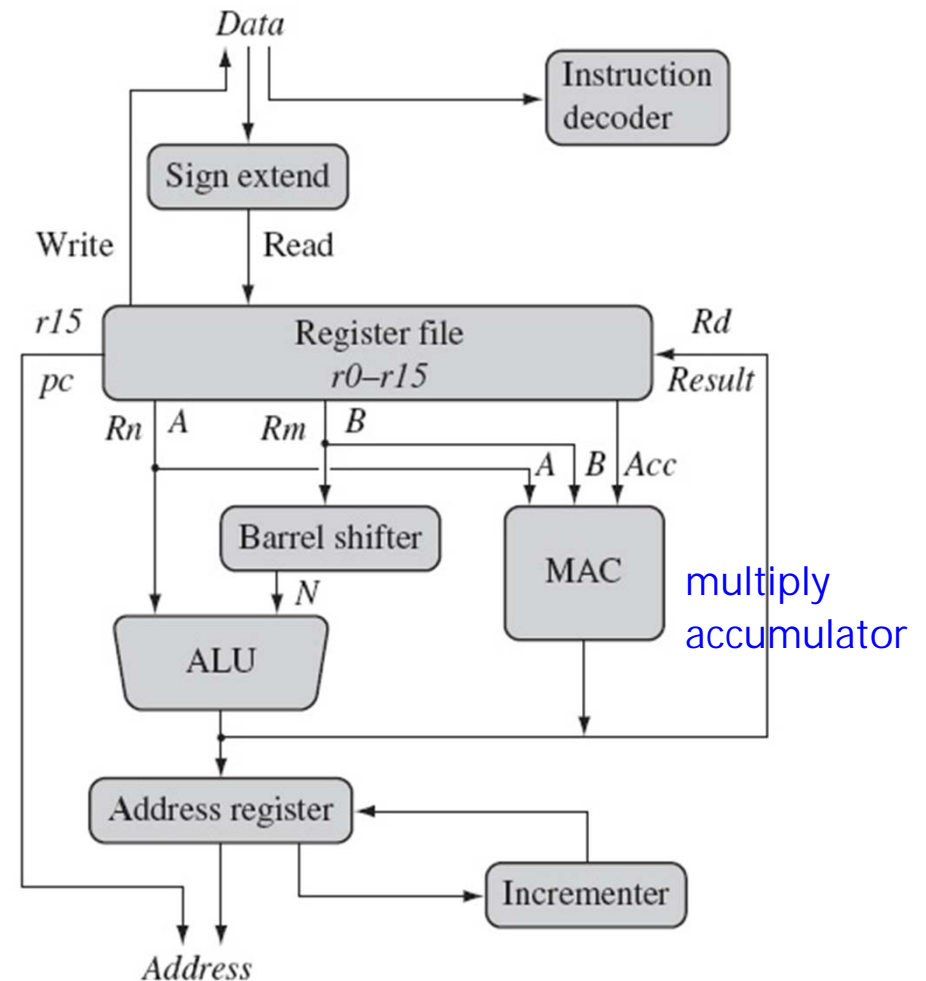 Data
Instruction
decoder
Sign extend
Write
Read
r15
Register file
Rd
pc
r0–r15
Result
Rn
A
Rm
B
A
B
Acc
Barrel shifter
MAC
multiply
N
accumulator
ALU
Address register
Incrementer
Address